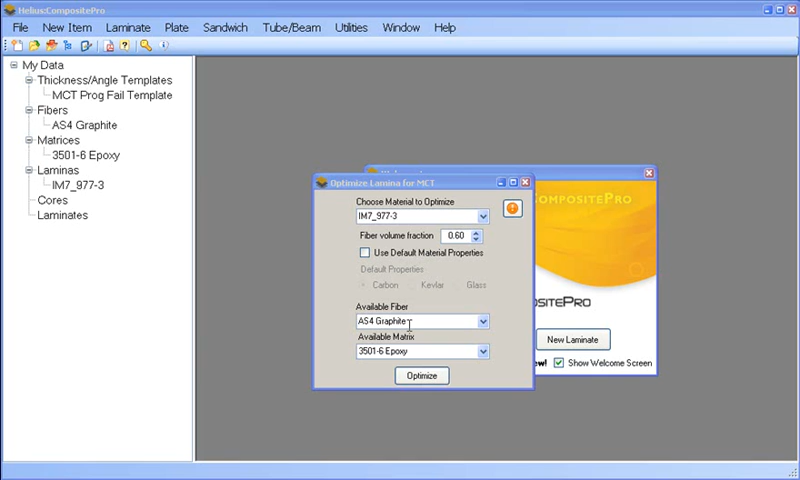 Helius:CompositePro
File New Item Laminate Plate Sandwich Tube/Beam Utilities Window Help
My Data
Thickness/Angle Templates
MCT Prog Fail Template
Fibers
AS4 Graphite
Matrices
3501-6 Epoxy
Laminas
IM7_977-3
Cores
Laminates
Optimize Lamina for MCT
Choose Material to Optimize
IM7_977-3
Fiber volume fraction 0.60
Use Default Material Properties
Default Properties
Carbon Kevlar Glass
Available Fiber
AS4 Graphite
Available Matrix
3501-6 Epoxy
Optimize
COMPOSITEPRO
OSITEPRO
New Laminate
ew! Show Welcome Screen